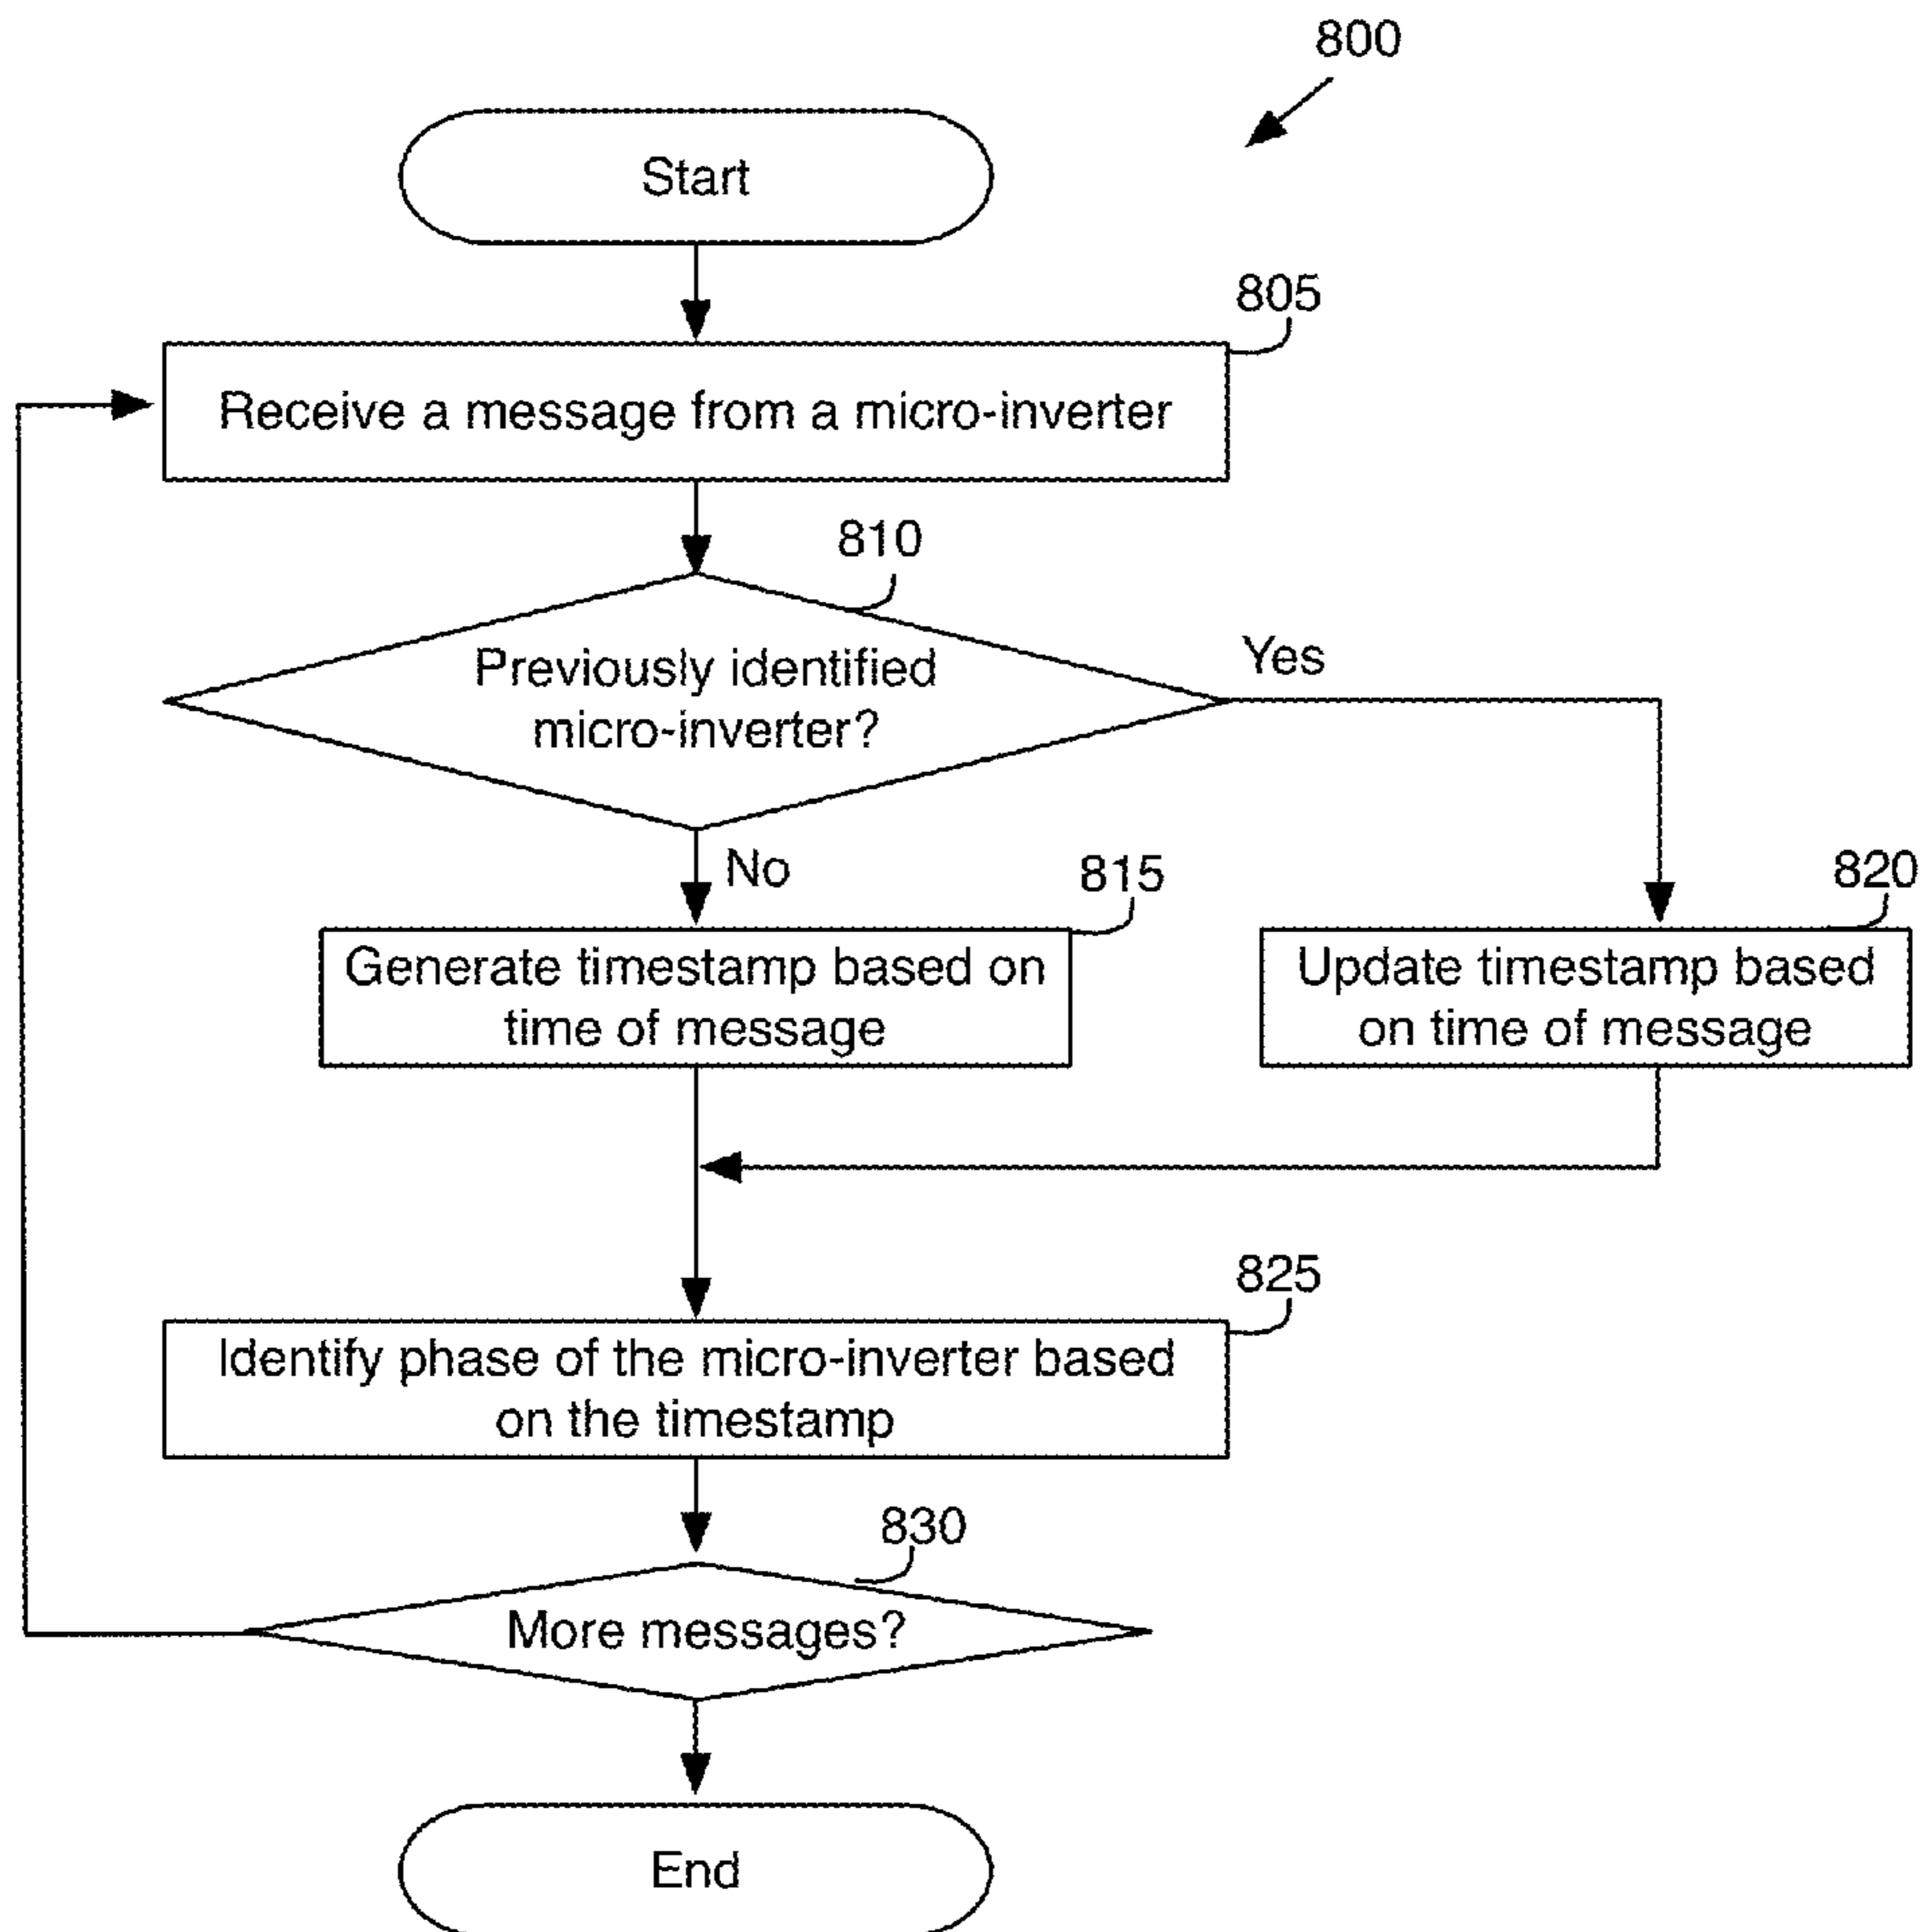 800
Start
805
Receive a message from a micro-inverter
810
Previously identified
micro-inverter?
Yes
No
815
820
Generate timestamp based on
time of message
Update timestamp based
on time of message
825
Identify phase of the micro-inverter based
on the timestamp
830
More messages?
End